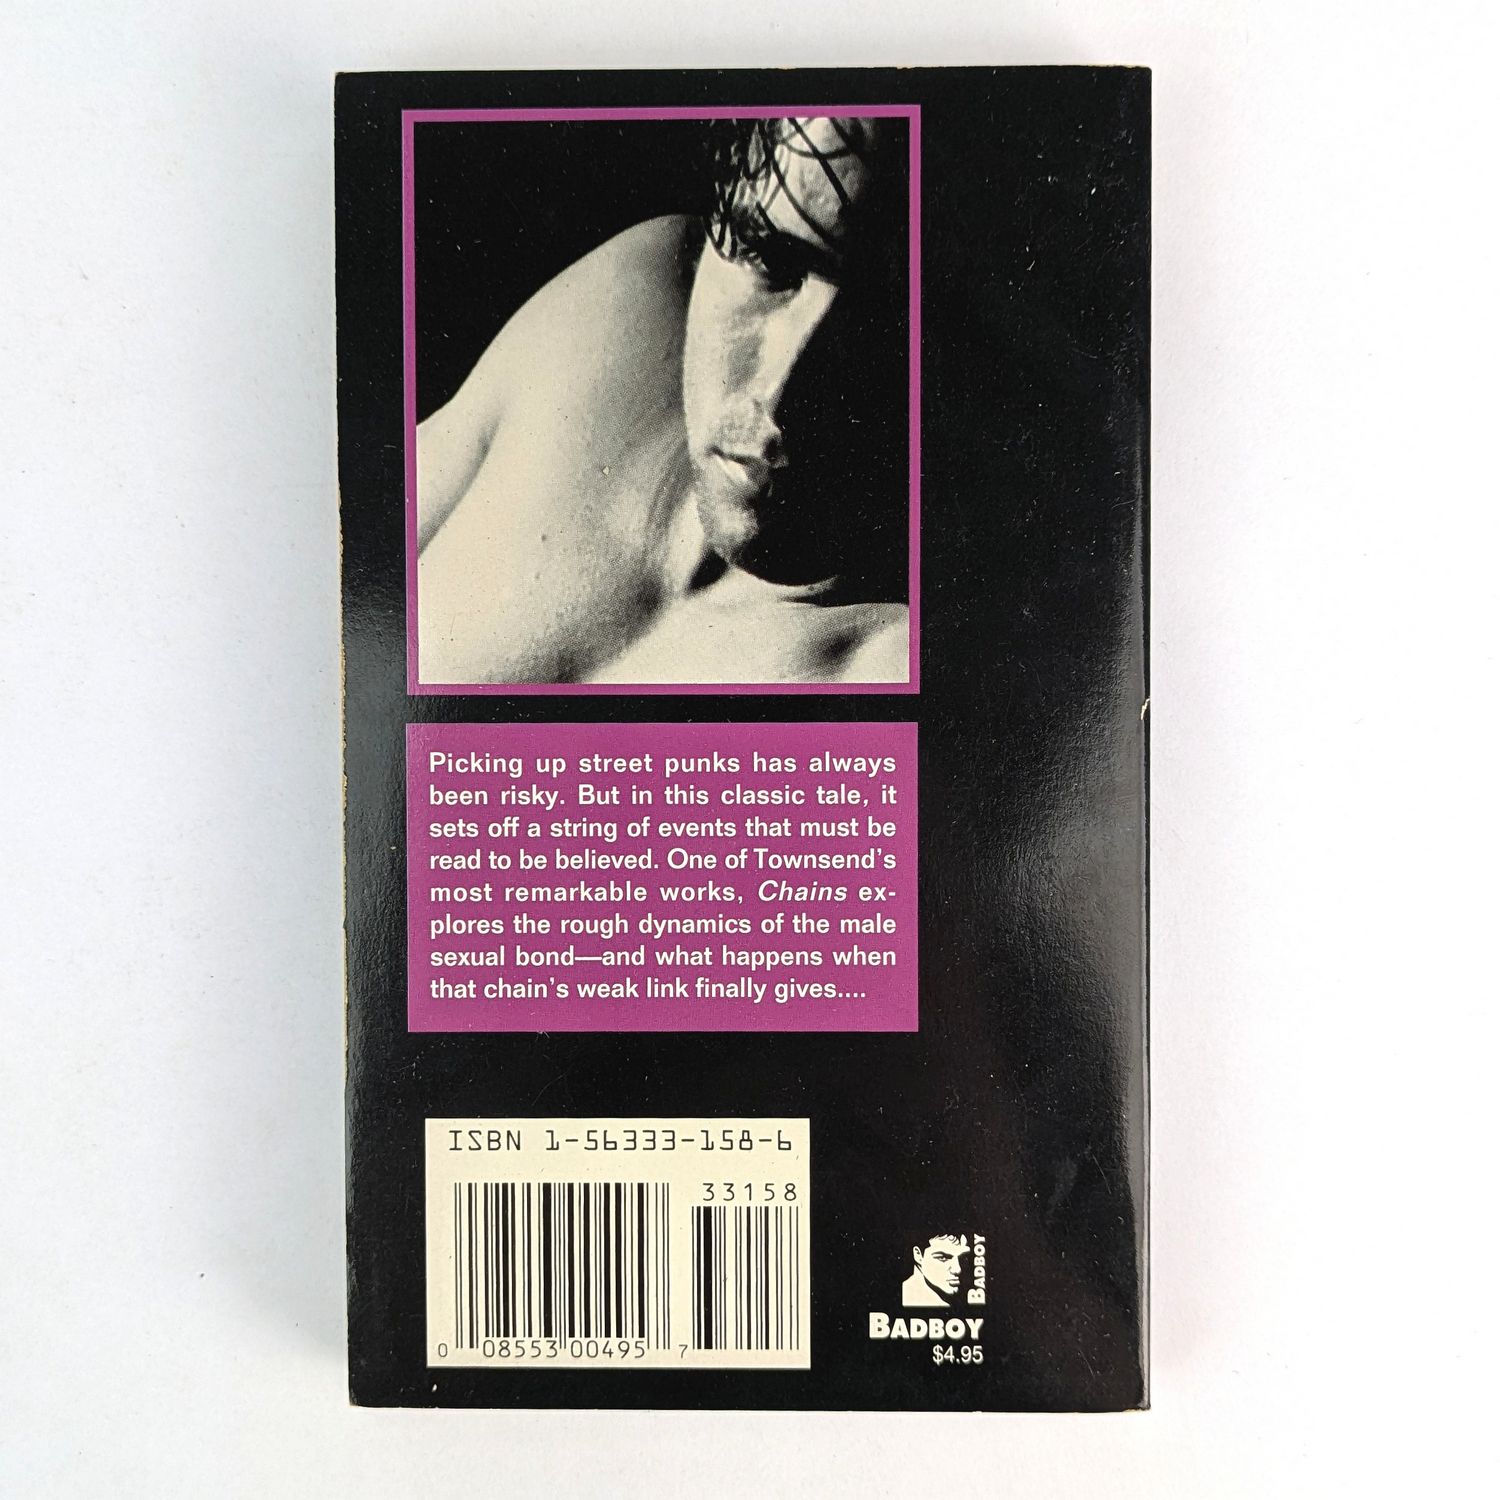 Picking up street punks has always
been risky. But in this classic tale, it
sets off a string of events that must be
read to be believed. One of Townsend's
most remarkable works, Chains ex-
plores the rough dynamics of the male
sexual bond—and what happens when
that chain's weak link finally gives....
ISBN 1-56333-158-6
33158
0 08553 00495 7
BADBOY
BADBOY
$4.95